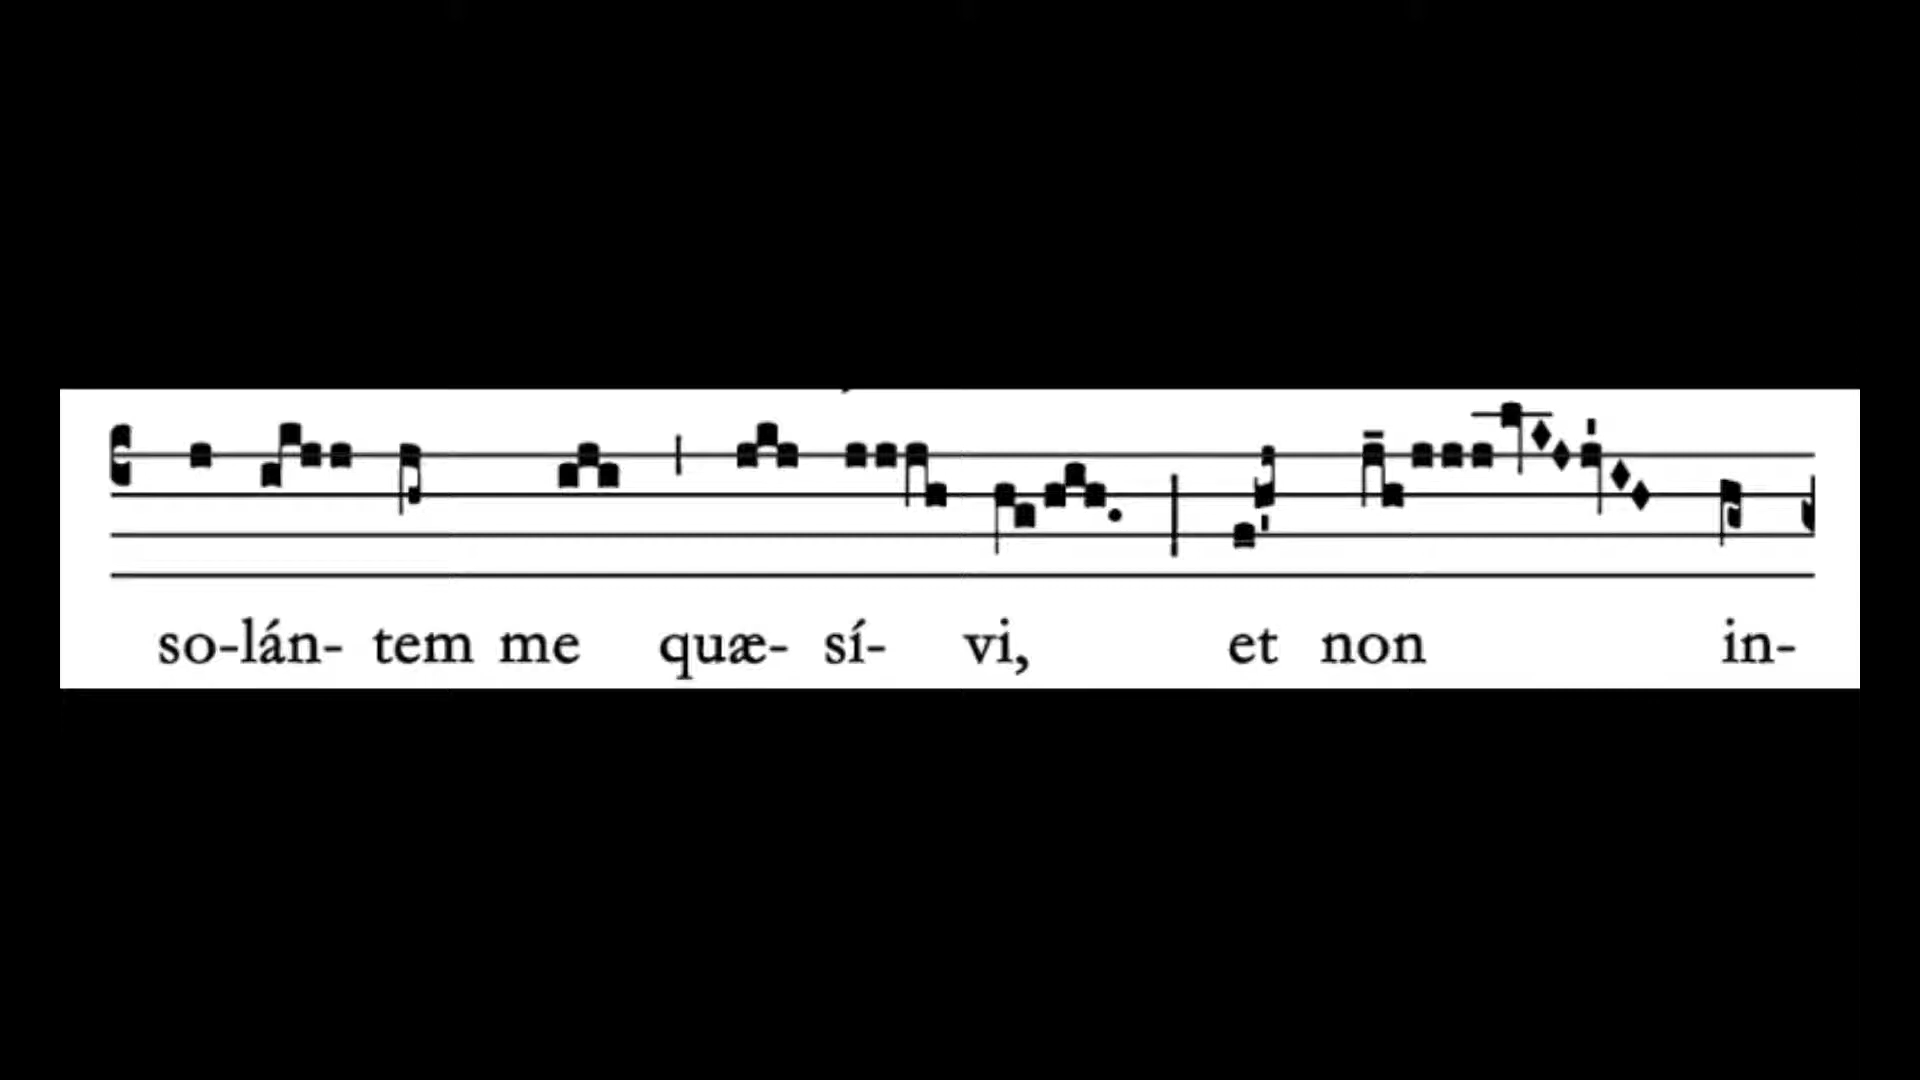 so-lán- tem me quæ- sí- vi, et non in-